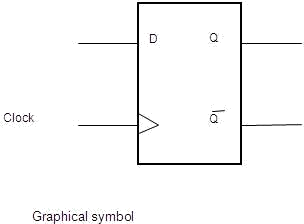 D Q
Clock Q̅
Graphical symbol